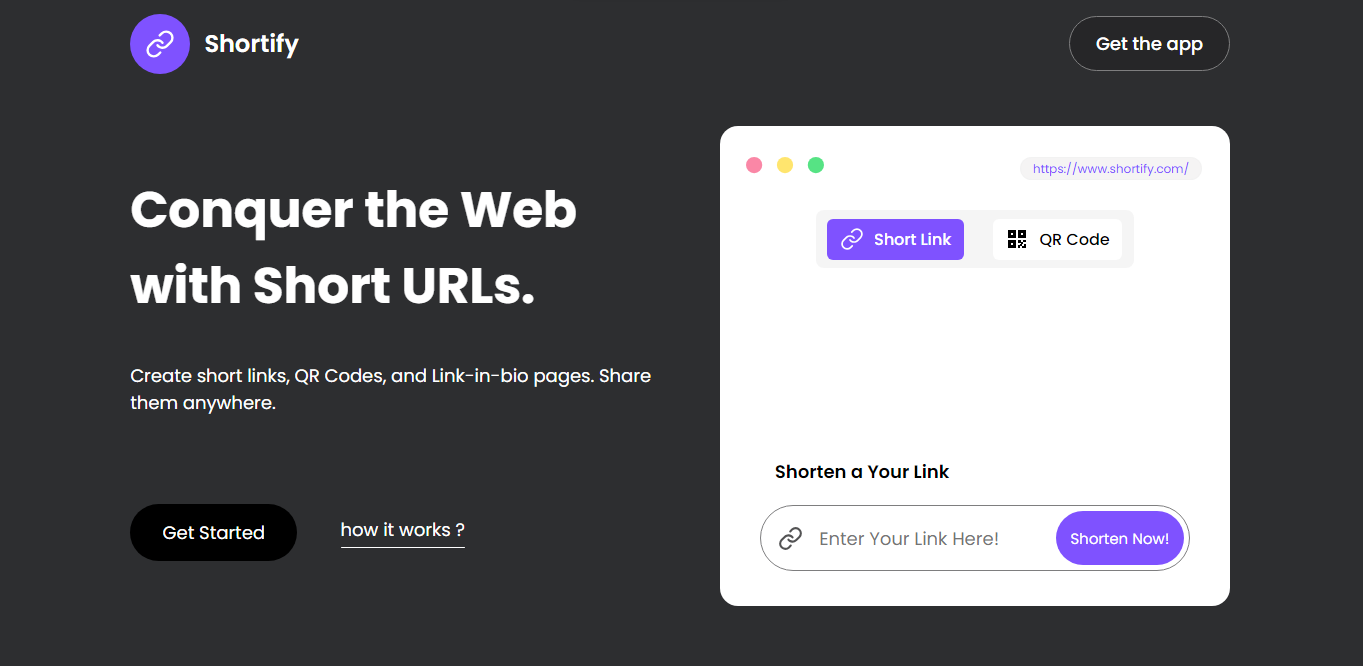 Shortify
Get the app
Conquer the Web
with Short URLs.
Create short links, QR Codes, and Link-in-bio pages. Share
them anywhere.
Get Started
how it works ?
https://www.shortify.com/
Short Link
QR Code
Shorten a Your Link
Enter Your Link Here!
Shorten Now!